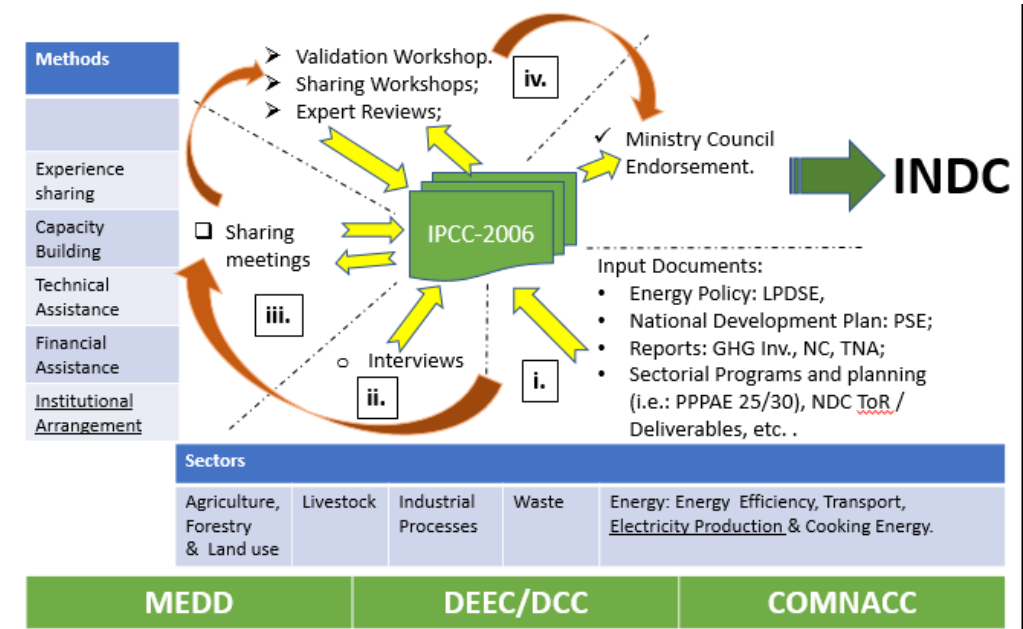 Methods
Experience
sharing
Capacity
Building
Technical
Assistance
Financial
Assistance
Institutional
Arrangement
➢ Validation Workshop.
➢ Sharing Workshops;
➢ Expert Reviews;
iv.
✓ Ministry Council
Endorsement.
INDC
IPCC-2006
❑ Sharing
meetings
iii.
o Interviews
ii.
i.
Input Documents:
• Energy Policy: LPDSE,
• National Development Plan: PSE;
• Reports: GHG Inv., NC, TNA;
• Sectorial Programs and planning
(i.e.: PPPAE 25/30), NDC ToR /
Deliverables, etc. .
Sectors
Agriculture,
Forestry
& Land use
Livestock
Industrial
Processes
Waste
Energy: Energy Efficiency, Transport,
Electricity Production & Cooking Energy.
MEDD
DEEC/DCC
COMNACC